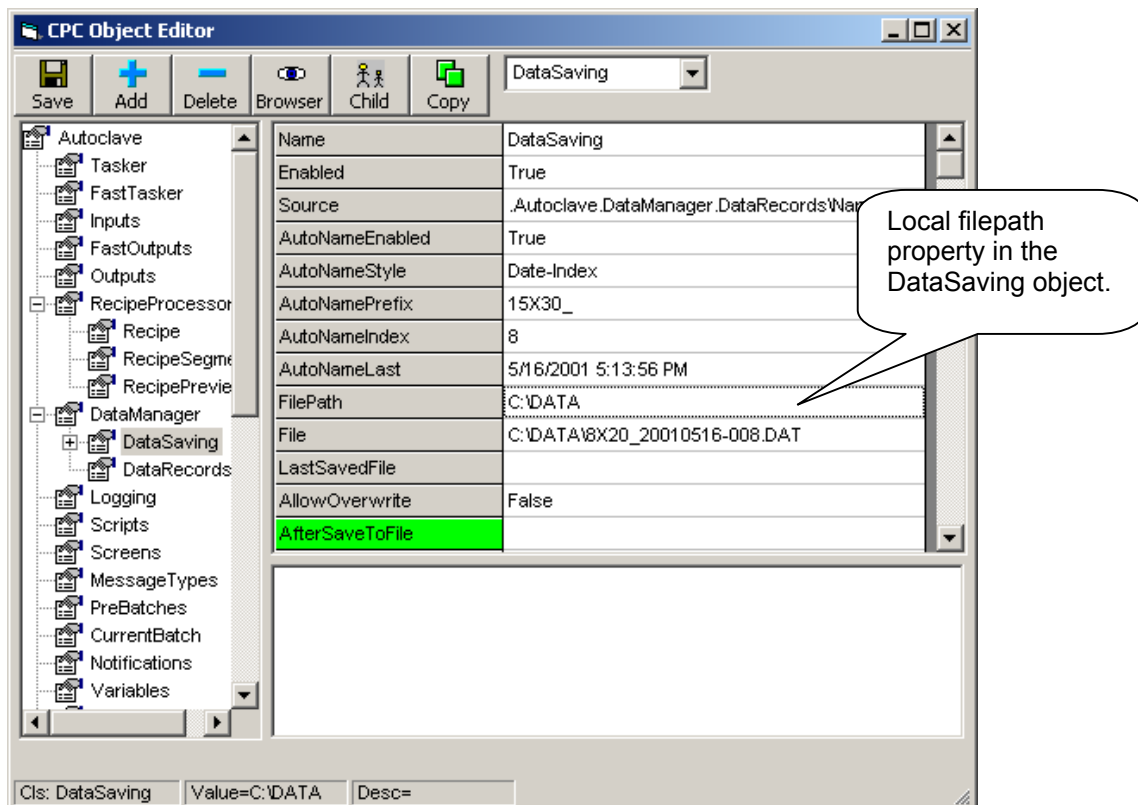 CPC Object Editor
Save Add Delete Browser Child Copy DataSaving
Autoclave
Tasker
FastTasker
Inputs
FastOutputs
Outputs
RecipeProcessor
Recipe
RecipeSegme
RecipePrevie
DataManager
DataSaving
DataRecords
Logging
Scripts
Screens
MessageTypes
PreBatches
CurrentBatch
Notifications
Variables
Name DataSaving
Enabled True
Source .Autoclave.DataManager.DataRecords\Nar
AutoNameEnabled True
AutoNameStyle Date-Index
AutoNamePrefix 15X30_
AutoNameIndex 8
AutoNameLast 5/16/2001 5:13:56 PM
FilePath C:\DATA
File C:\DATA\8X20_20010516-008.DAT
LastSavedFile
AllowOverwrite False
AfterSaveToFile
Local filepath
property in the
DataSaving object.
Cls: DataSaving Value=C:\DATA Desc=